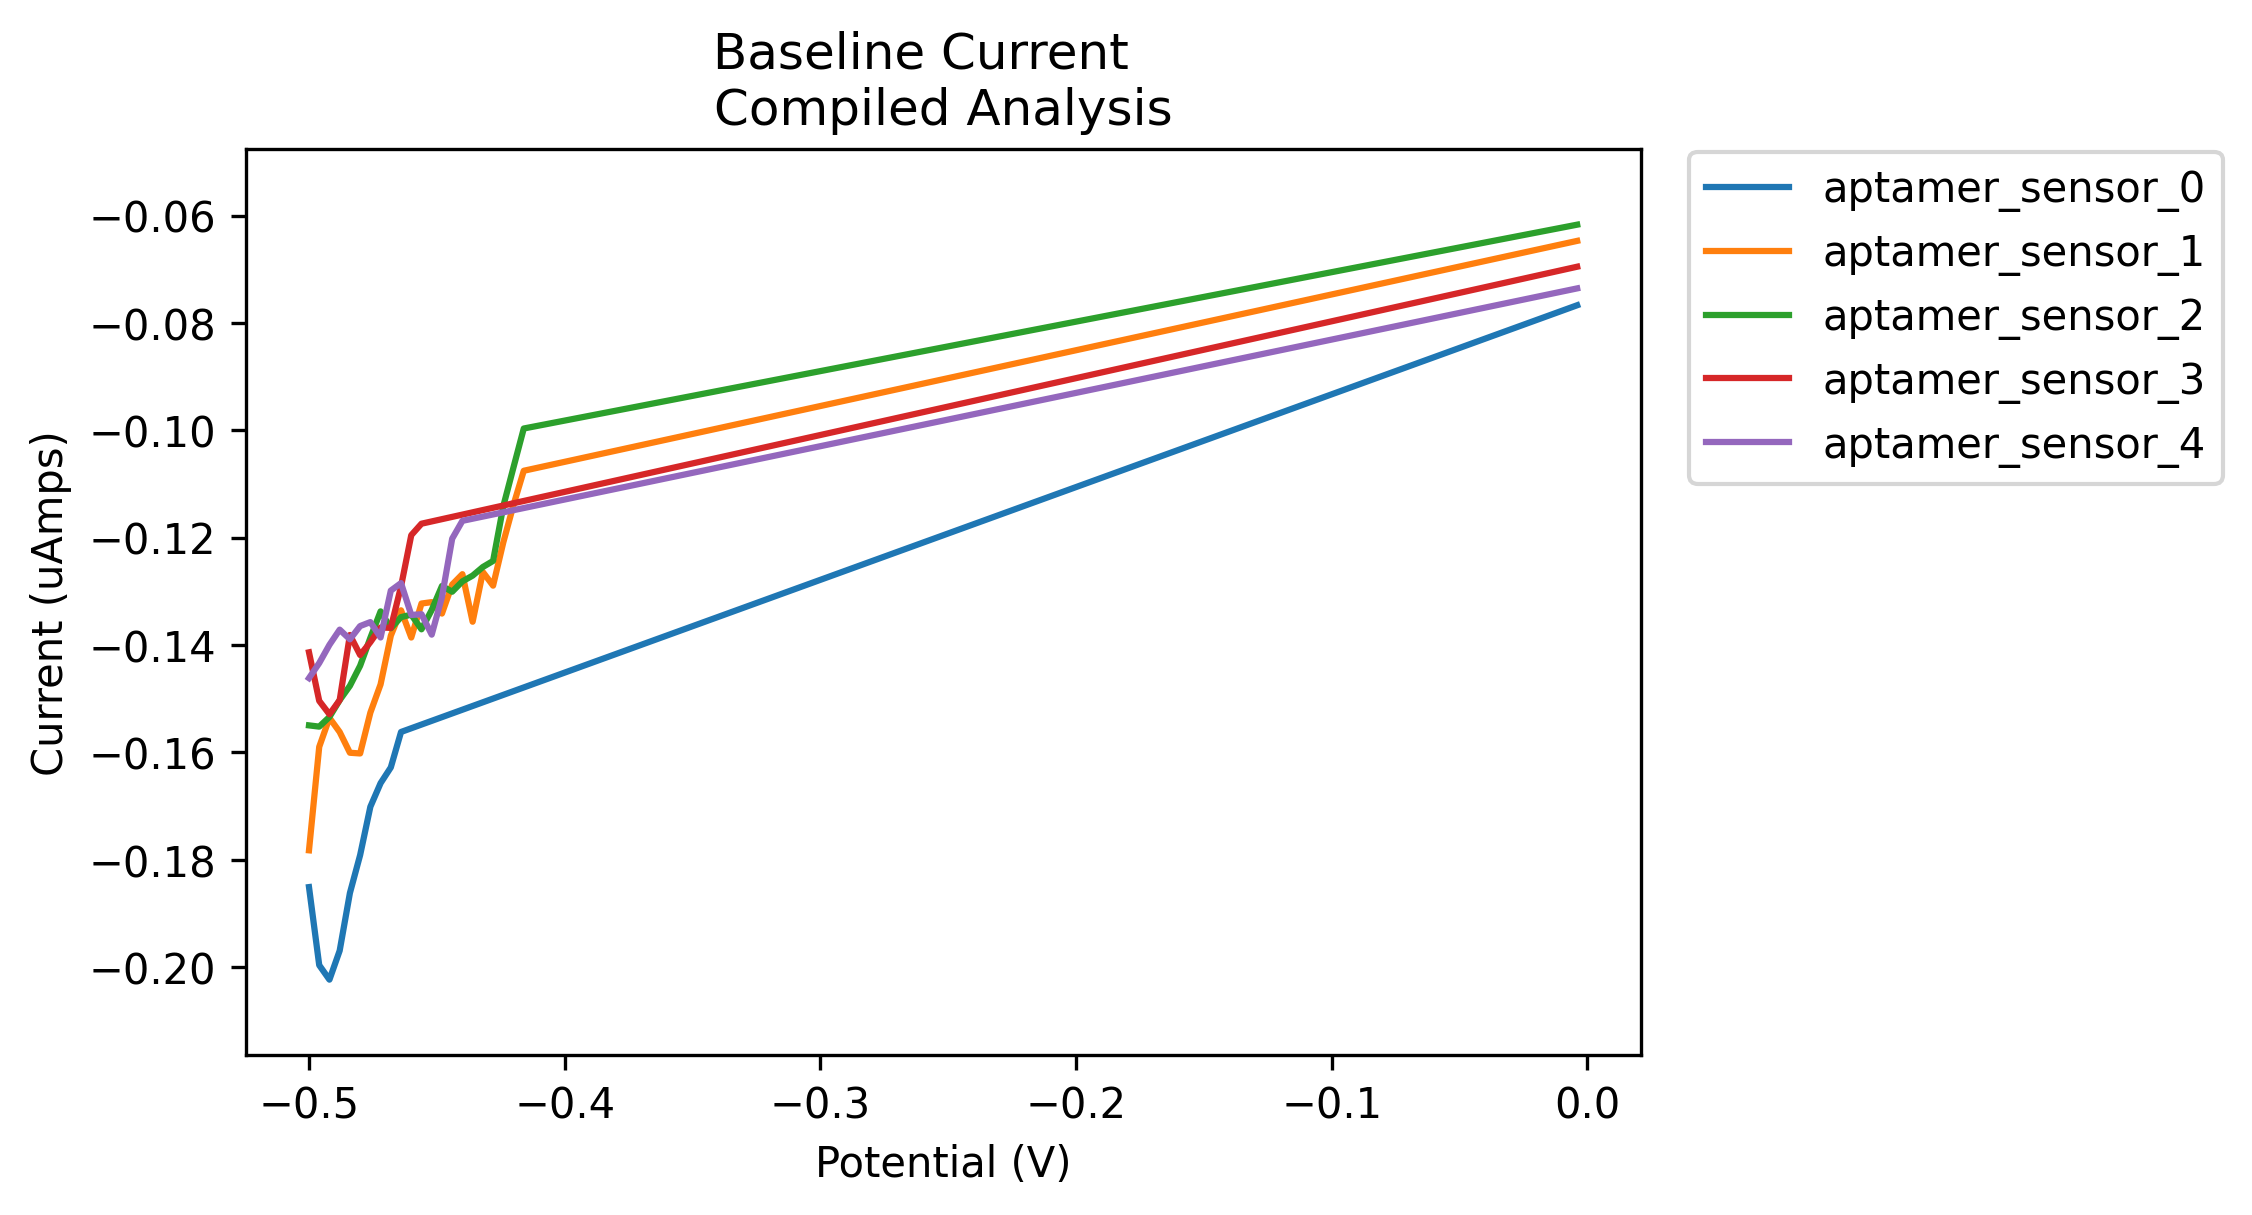 Baseline Current
Compiled Analysis
−0.06
−0.08
−0.10
−0.12
−0.14
−0.16
−0.18
−0.20
Current (uAmps)
−0.5
−0.4
−0.3
−0.2
−0.1
0.0
Potential (V)
aptamer_sensor_0
aptamer_sensor_1
aptamer_sensor_2
aptamer_sensor_3
aptamer_sensor_4